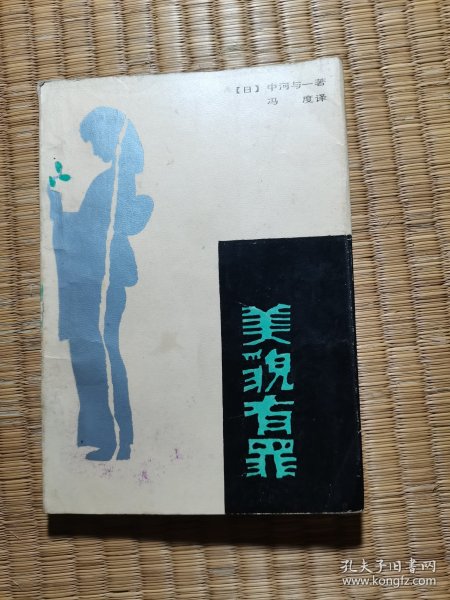 【日】中河与一著
冯 度译
美貌有罪
孔夫子旧书网
www.kongfz.com